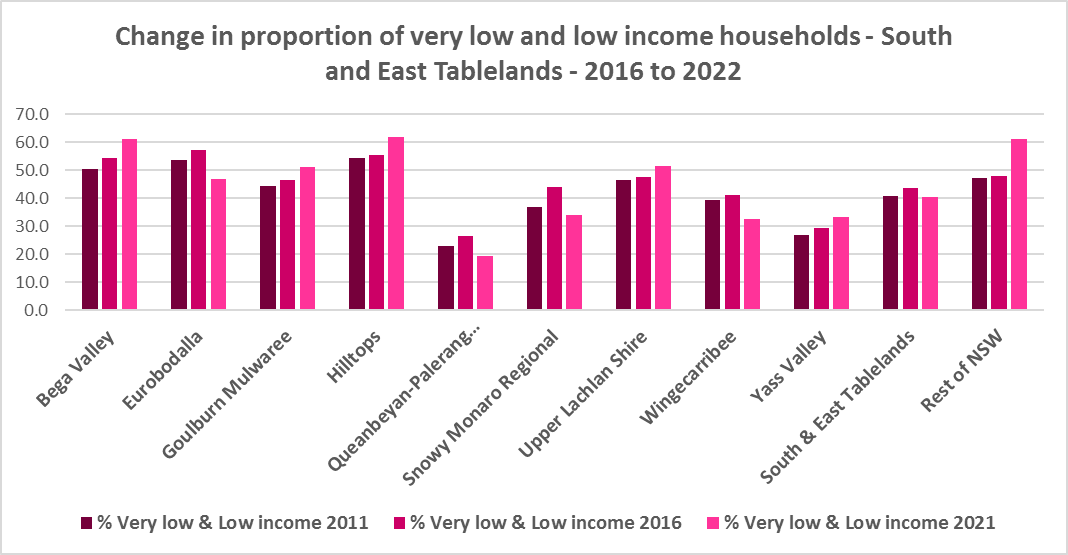 Change in proportion of very low and low income households - South
and East Tablelands - 2016 to 2022
70.0
60.0
50.0
40.0
30.0
20.0
10.0
0.0
Bega Valley
Eurobodalla
Goulburn Mulwaree
Hilltops
Queanbeyan-Palerang...
Snowy Monaro Regional
Upper Lachlan Shire
Wingecarribee
Yass Valley
South & East Tablelands
Rest of NSW
% Very low & Low income 2011
% Very low & Low income 2016
% Very low & Low income 2021